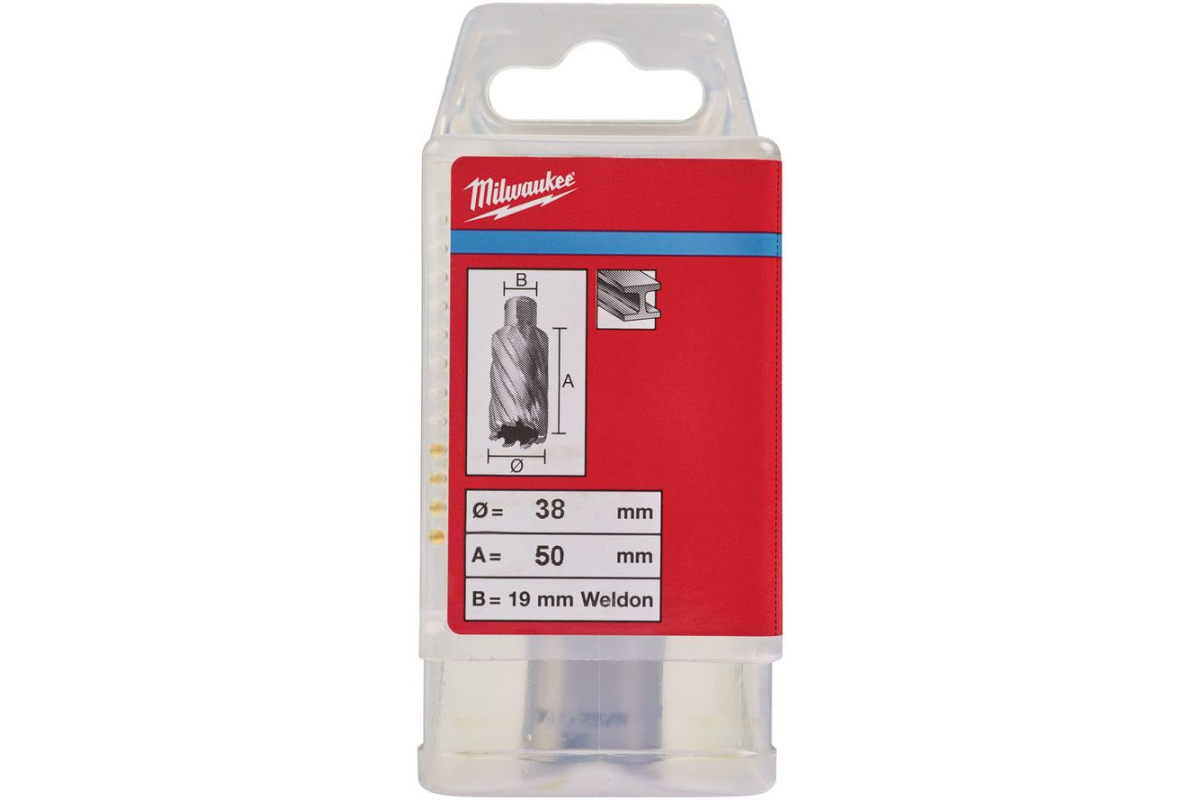 Milwaukee
B
A
Ø
Ø = 38 mm
A = 50 mm
B = 19 mm Weldon